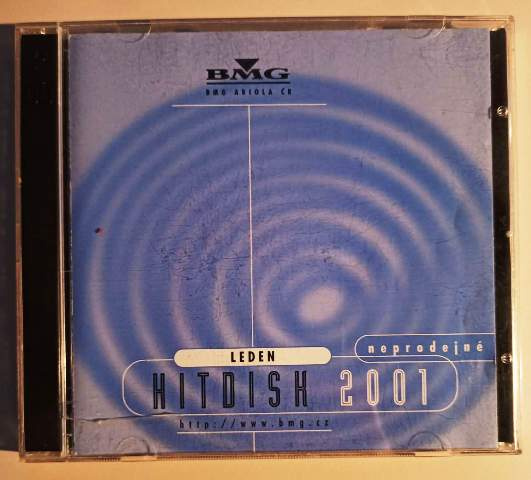 BMG
BMG ARIOLA ČR
neprodejné
LEDEN
HITDISK 2001
http://www.bmg.cz